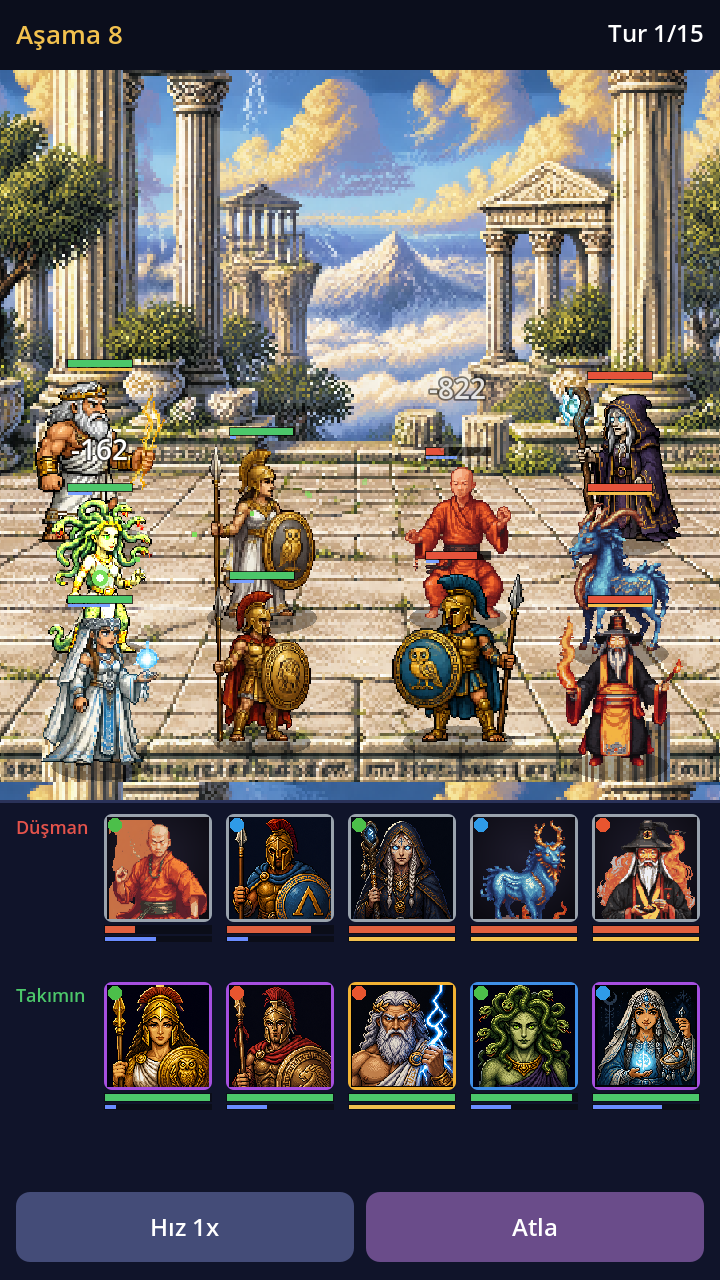 Aşama 8
Tur 1/15
-822
-162
Düşman
Takımın
Hız 1x
Atla